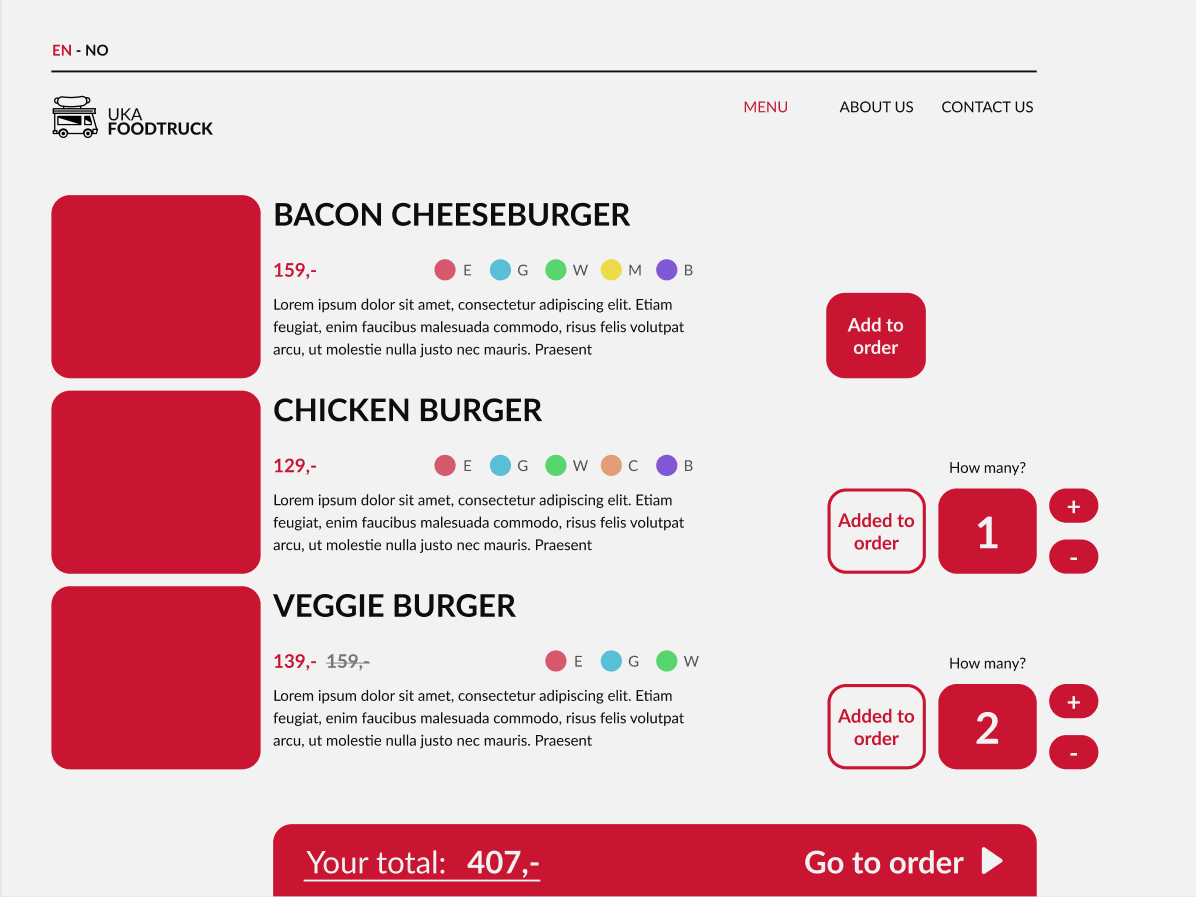 EN - NO
UKA
FOODTRUCK
MENU ABOUT US CONTACT US
BACON CHEESEBURGER
159,- E G W M B
Lorem ipsum dolor sit amet, consectetur adipiscing elit. Etiam
feugiat, enim faucibus malesuada commodo, risus felis volutpat
arcu, ut molestie nulla justo nec mauris. Praesent
Add to
order
CHICKEN BURGER
129,- E G W C B
Lorem ipsum dolor sit amet, consectetur adipiscing elit. Etiam
feugiat, enim faucibus malesuada commodo, risus felis volutpat
arcu, ut molestie nulla justo nec mauris. Praesent
How many?
Added to
order
1
+
-
VEGGIE BURGER
139,- 159,- E G W
Lorem ipsum dolor sit amet, consectetur adipiscing elit. Etiam
feugiat, enim faucibus malesuada commodo, risus felis volutpat
arcu, ut molestie nulla justo nec mauris. Praesent
How many?
Added to
order
2
+
-
Your total: 407,- Go to order